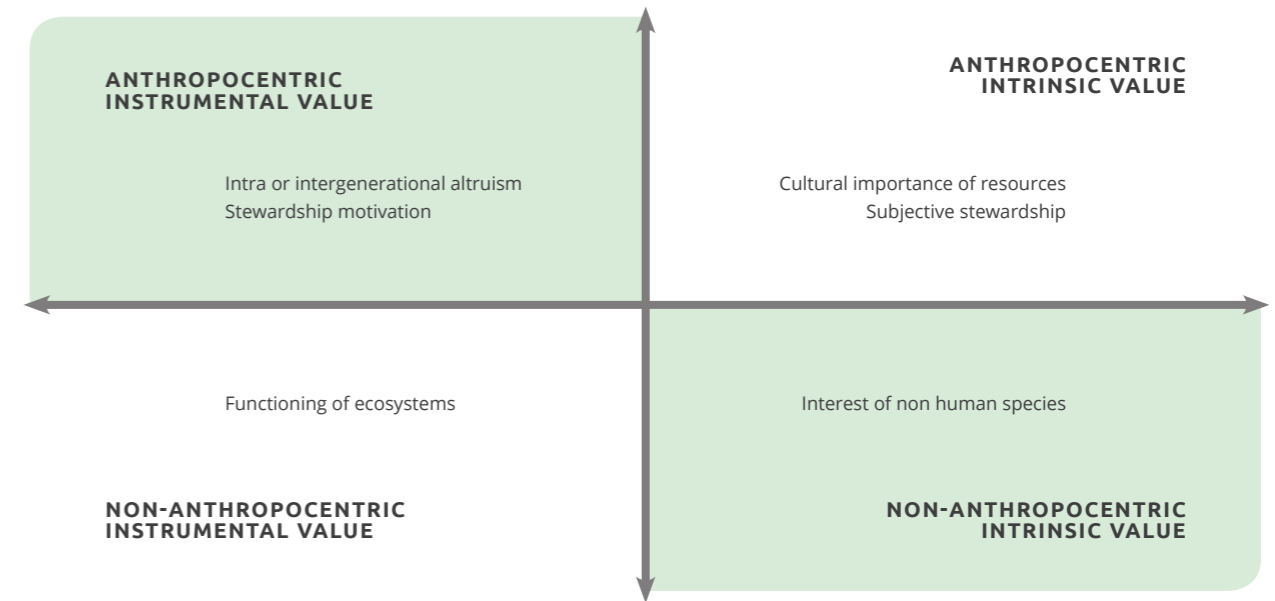 ANTHROPOCENTRIC
INSTRUMENTAL VALUE
Intra or intergenerational altruism
Stewardship motivation
ANTHROPOCENTRIC
INTRINSIC VALUE
Cultural importance of resources
Subjective stewardship
Functioning of ecosystems
NON-ANTHROPOCENTRIC
INSTRUMENTAL VALUE
Interest of non human species
NON-ANTHROPOCENTRIC
INTRINSIC VALUE